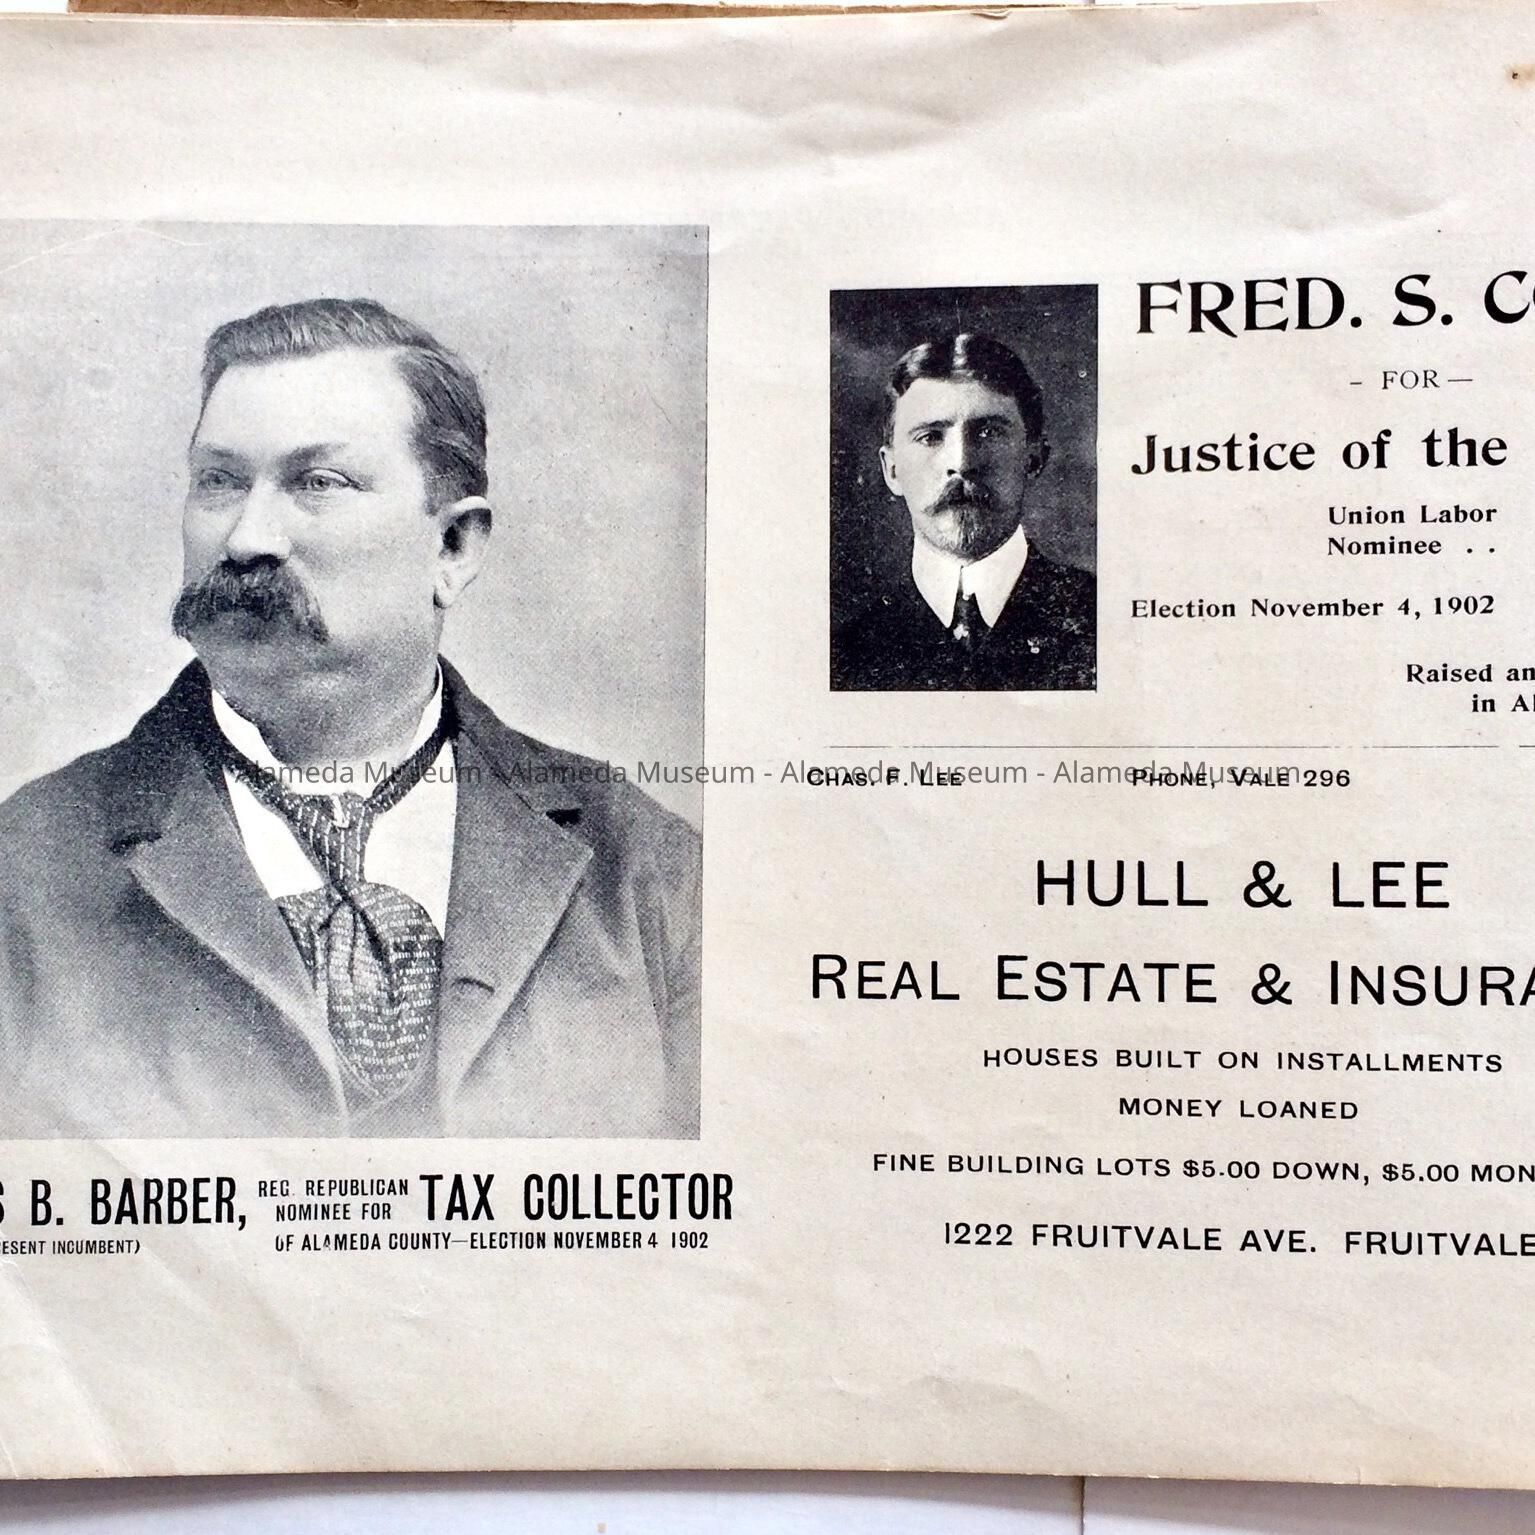 S B. BARBER, REG. REPUBLICAN NOMINEE FOR TAX COLLECTOR
ESENT INCUMBENT)
OF ALAMEDA COUNTY—ELECTION NOVEMBER 4 1902
FRED. S. CO
- FOR —
Justice of the
Union Labor
Nominee . .
Election November 4, 1902
Raised an
in Al
CHAS. F. LEE PHONE, VALE 296
Alameda Museum - Alameda Museum - Alameda Museum - Alameda Museum
HULL & LEE
REAL ESTATE & INSURA
HOUSES BUILT ON INSTALLMENTS
MONEY LOANED
FINE BUILDING LOTS $5.00 DOWN, $5.00 MON
1222 FRUITVALE AVE. FRUITVALE